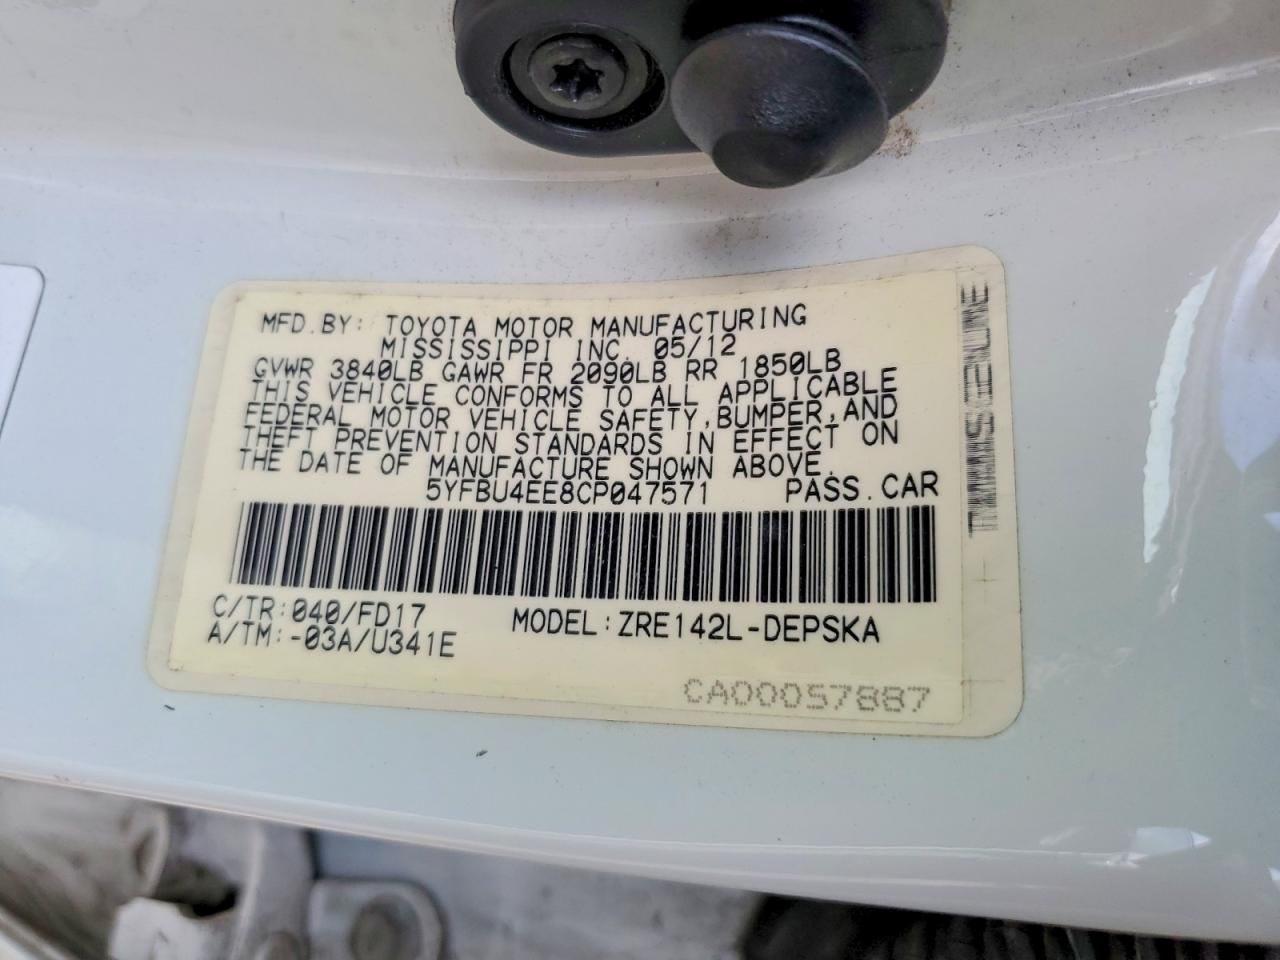 MFD.BY: TOYOTA MOTOR MANUFACTURING
MISSISSIPPI INC. 05/12
GVWR 3840LB GAWR FR 2090LB RR 1850LB
THIS VEHICLE CONFORMS TO ALL APPLICABLE
FEDERAL MOTOR VEHICLE SAFETY, BUMPER, AND
THEFT PREVENTION STANDARDS IN EFFECT ON
THE DATE OF MANUFACTURE SHOWN ABOVE.
5YFBU4EE8CP047571 PASS.CAR
C/TR:040/FD17 MODEL:ZRE142L-DEPSKA
A/TM:-03A/U341E
CA00057887